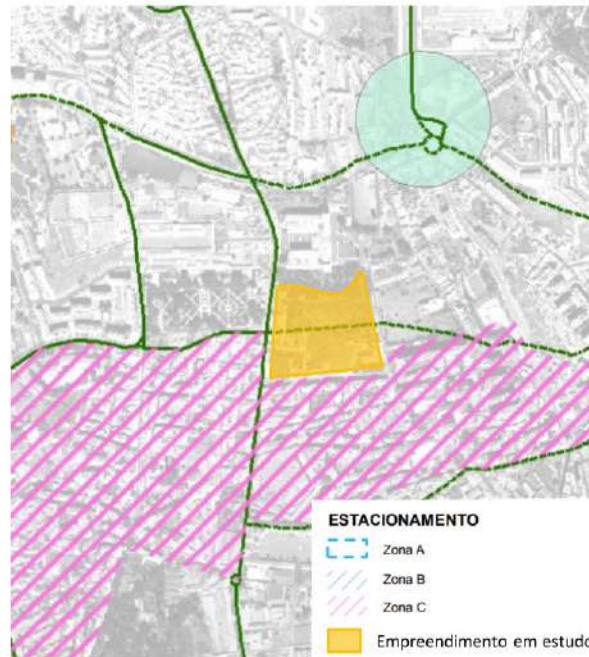 ESTACIONAMENTO
Zona A
Zona B
Zona C
Empreendimento em estudo